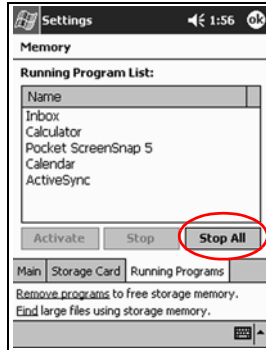 Settings 1:56 ok
Memory
Running Program List:
Name
Inbox
Calculator
Pocket ScreenSnap 5
Calendar
ActiveSync
Activate Stop Stop All
Main Storage Card Running Programs
Remove programs to free storage memory.
Find large files using storage memory.